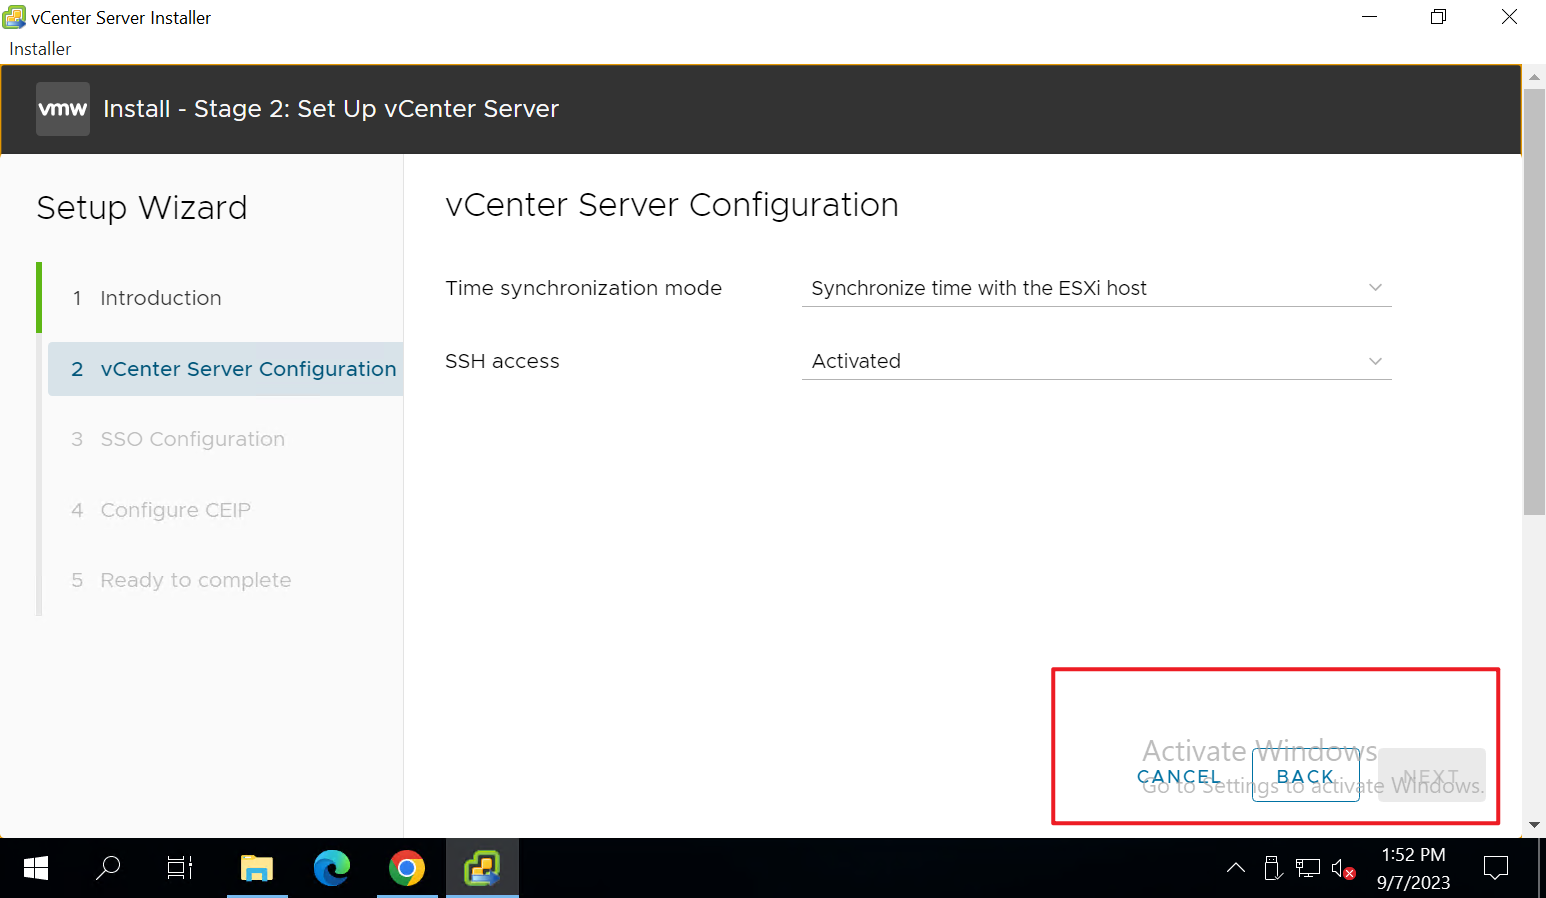 vCenter Server Installer
Installer
vmw Install - Stage 2: Set Up vCenter Server
Setup Wizard
1 Introduction
2 vCenter Server Configuration
3 SSO Configuration
4 Configure CEIP
5 Ready to complete
vCenter Server Configuration
Time synchronization mode Synchronize time with the ESXi host
SSH access Activated
Activate Windows
Go to Settings to activate Windows.
CANCEL BACK NEXT
1:52 PM
9/7/2023